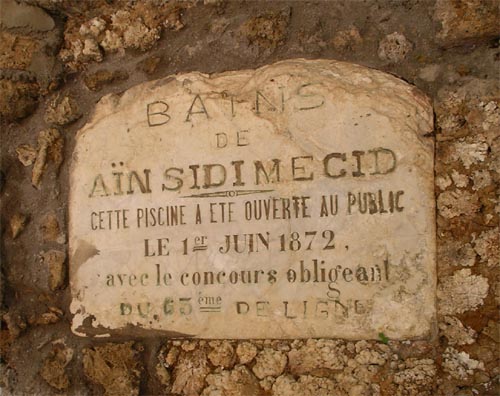 BAINS
DE
AÏN SIDI MECID
CETTE PISCINE A ETE OUVERTE AU PUBLIC
LE 1er JUIN 1872,
avec le concours obligeant
DU 63ème DE LIGNE